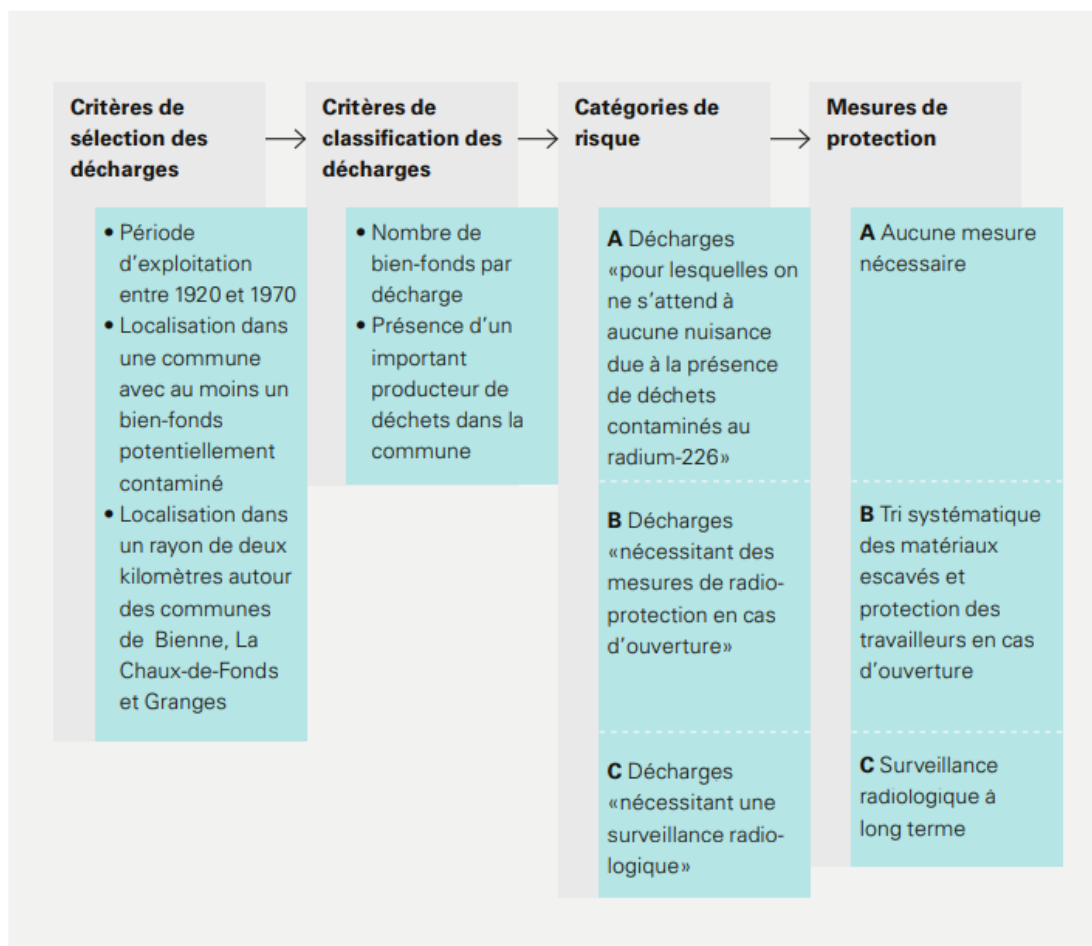 Critères de
sélection des
décharges
• Période
d'exploitation
entre 1920 et 1970
• Localisation dans
une commune
avec au moins un
bien-fonds
potentiellement
contaminé
• Localisation dans
un rayon de deux
kilomètres autour
des communes
de Bienne, La
Chaux-de-Fonds
et Granges
Critères de
classification des
décharges
• Nombre de
bien-fonds par
décharge
• Présence d'un
important
producteur de
déchets dans la
commune
Catégories de
risque
A Décharges
«pour lesquelles on
ne s'attend à
aucune nuisance
due à la présence
de déchets
contaminés au
radium-226»
B Décharges
«nécessitant des
mesures de radio-
protection en cas
d'ouverture»
C Décharges
«nécessitant une
surveillance radio-
logique»
Mesures de
protection
A Aucune mesure
nécessaire
B Tri systématique
des matériaux
escavés et
protection des
travailleurs en cas
d'ouverture
C Surveillance
radiologique à
long terme